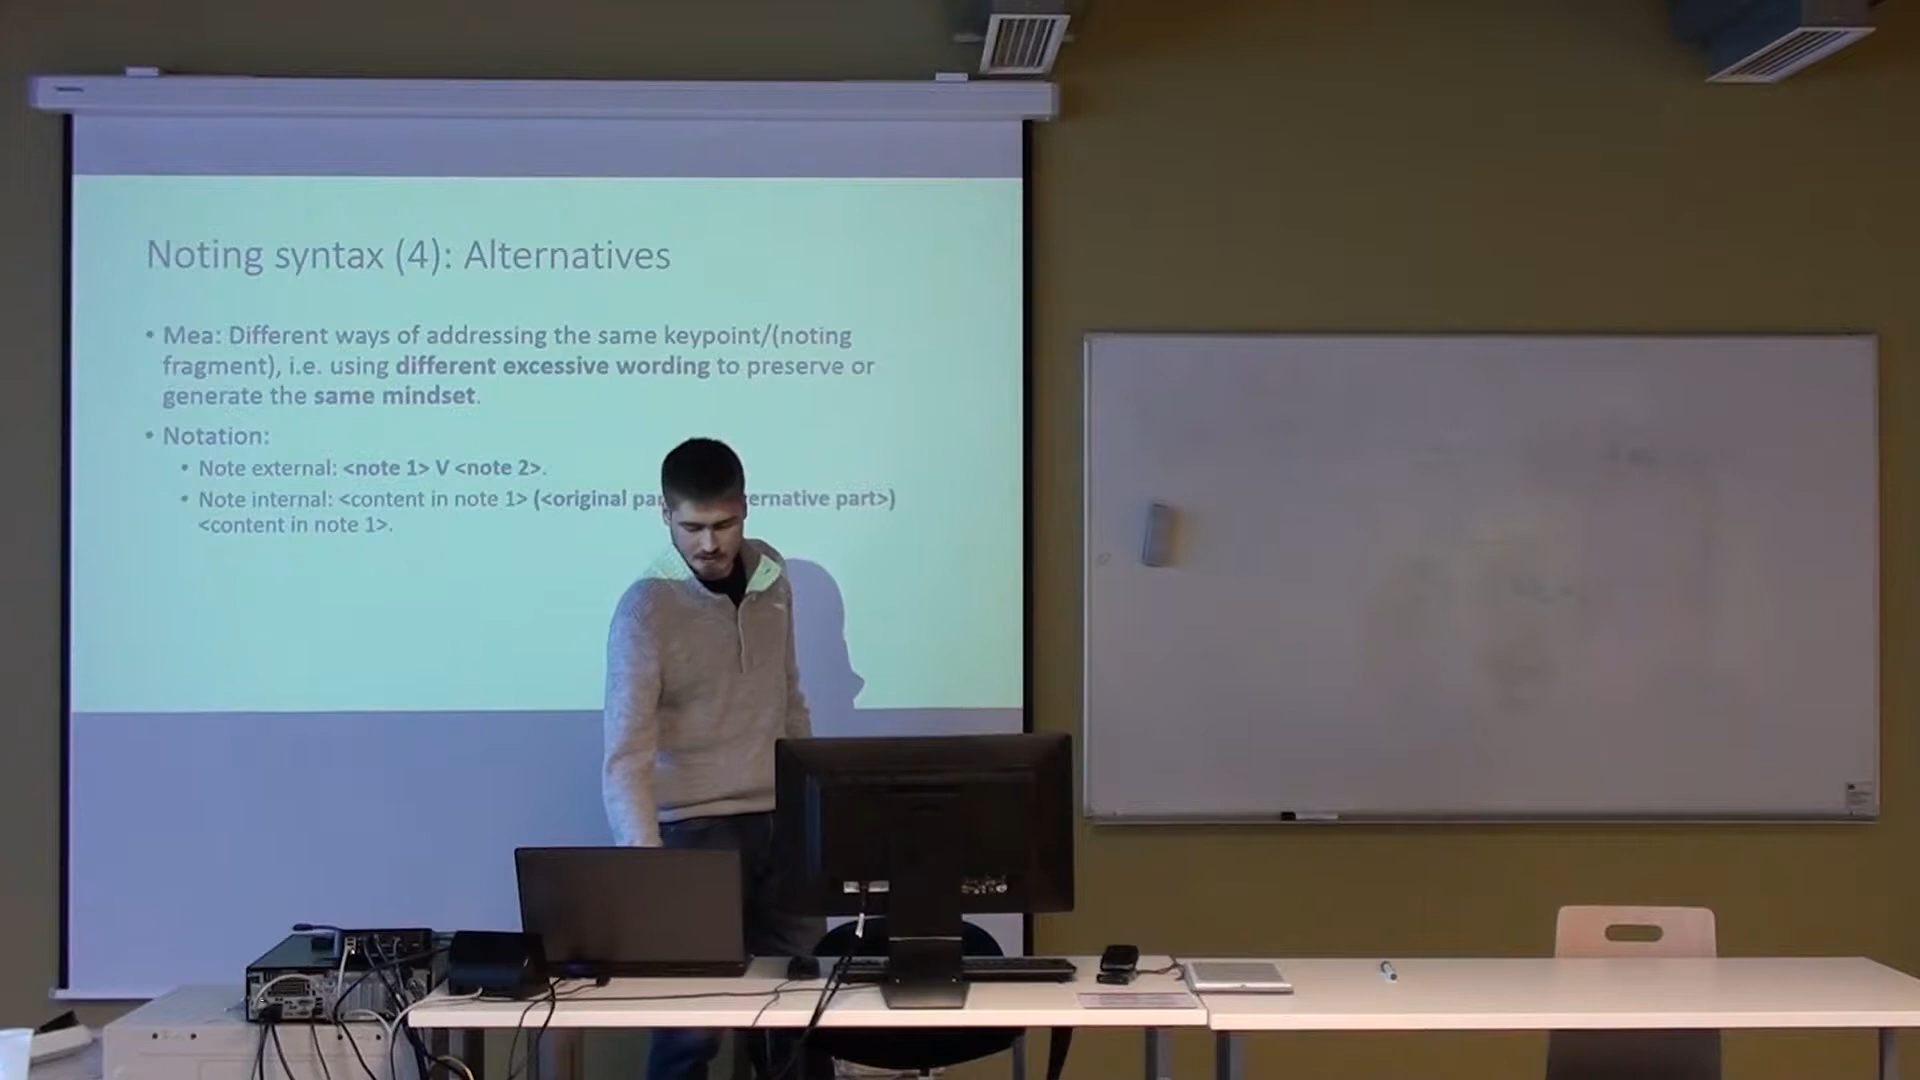 Noting syntax (4): Alternatives
• Mea: Different ways of addressing the same keypoint/(noting
fragment), i.e. using different excessive wording to preserve or
generate the same mindset.
• Notation:
• Note external: <note 1> V <note 2>.
• Note internal: <content in note 1> (<original par ernative part>)
<content in note 1>.